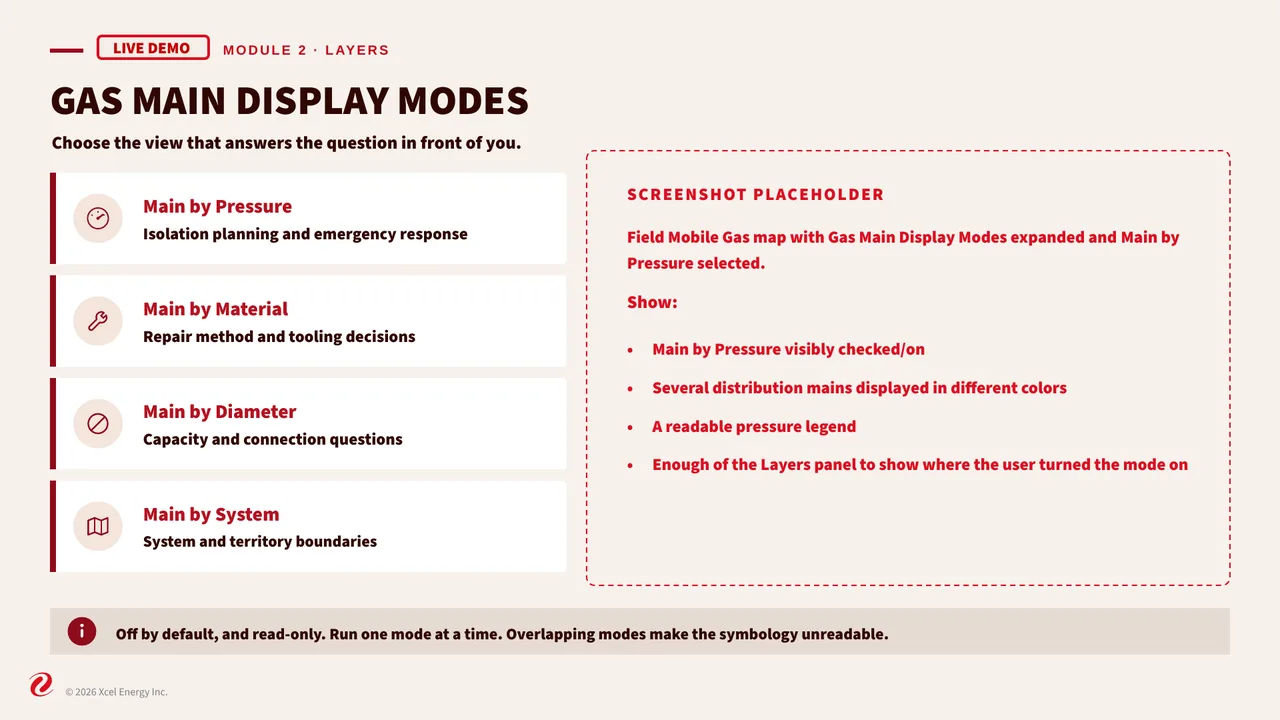 LIVE DEMO
MODULE 2 · LAYERS
GAS MAIN DISPLAY MODES
Choose the view that answers the question in front of you.
Main by Pressure
Isolation planning and emergency response
Main by Material
Repair method and tooling decisions
Main by Diameter
Capacity and connection questions
Main by System
System and territory boundaries
SCREENSHOT PLACEHOLDER
Field Mobile Gas map with Gas Main Display Modes expanded and Main by
Pressure selected.
Show:
• Main by Pressure visibly checked/on
• Several distribution mains displayed in different colors
• A readable pressure legend
• Enough of the Layers panel to show where the user turned the mode on
Off by default, and read-only. Run one mode at a time. Overlapping modes make the symbology unreadable.
© 2026 Xcel Energy Inc.